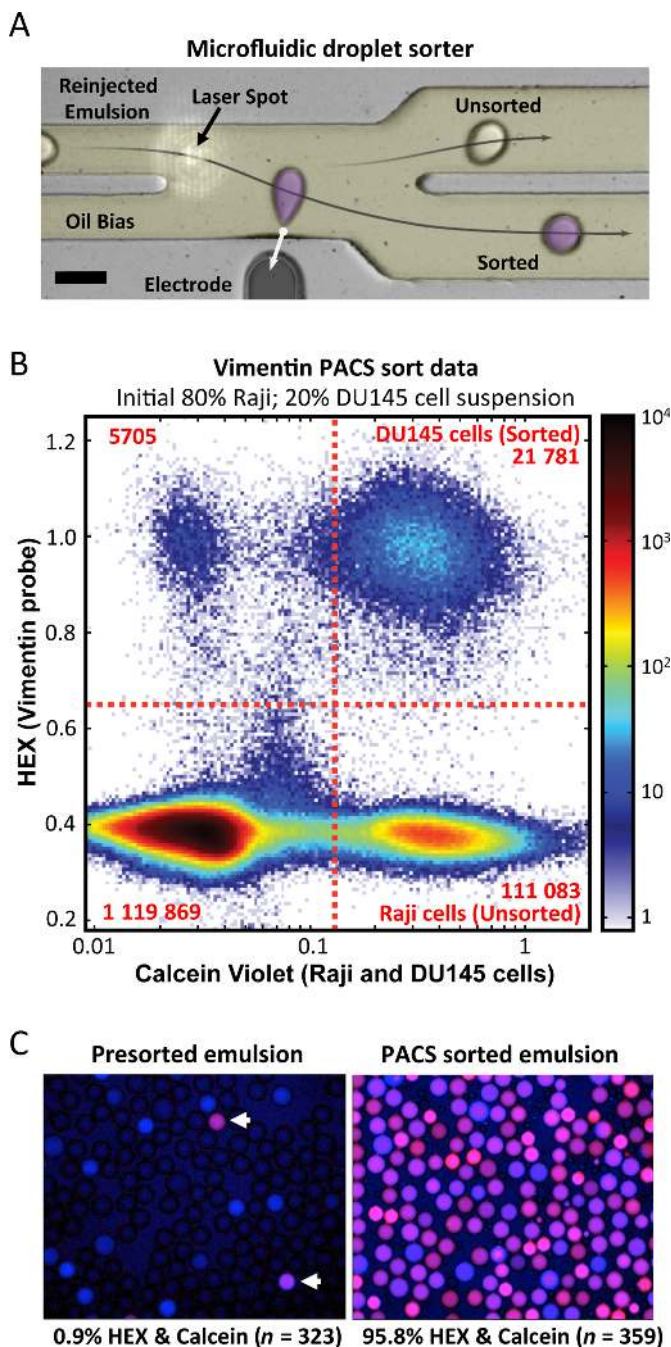 A
Microfluidic droplet sorter
Reinjected
Emulsion
Laser Spot
Unsorted
Oil Bias
Electrode
Sorted
B
Vimentin PACS sort data
Initial 80% Raji; 20% DU145 cell suspension
5705
DU145 cells (Sorted)
21 781
HEX (Vimentin probe)
1.2
1.0
0.8
0.6
0.4
0.2
1 119 869
111 083
Raji cells (Unsorted)
0.01
0.1
1
Calcein Violet (Raji and DU145 cells)
10⁴
10³
10²
10
1
C
Presorted emulsion
PACS sorted emulsion
0.9% HEX & Calcein (n = 323)
95.8% HEX & Calcein (n = 359)